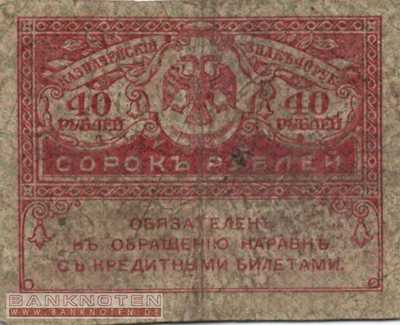 КАЗНАЧЕЙСКІЙ ЗНАКЪ
40 40
РУБЛЕЙ РУБЛЕЙ
СОРОКЪ РУБЛЕЙ
ОБЯЗАТЕЛЕНЪ
КЪ ОБРАЩЕНІЮ НАРАВНѢ
СЪ КРЕДИТНЫМИ БИЛЕТАМИ.
BANKNOTEN
WWW.BANKNOTEN.DE